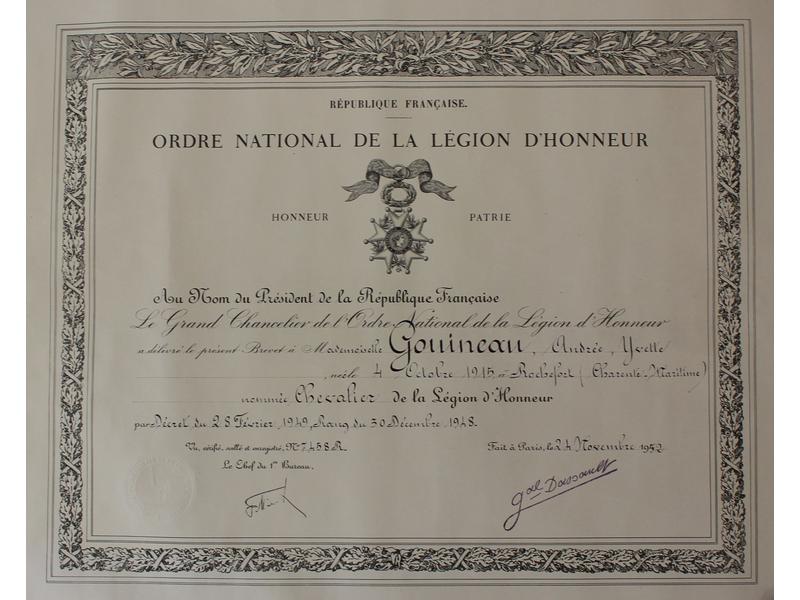 RÉPUBLIQUE FRANÇAISE.
ORDRE NATIONAL DE LA LÉGION D'HONNEUR
HONNEUR PATRIE
Au Nom du Président de la République Française
Le Grand Chancelier de l'Ordre National de la Légion d'Honneur
a délivré le présent Brevet à Mademoiselle Gouineau, Andrée, Yvette
, né(e) le 4 Octobre 1915 à Rochefort (Charente-Maritime)
nommée Chevalier de la Légion d'Honneur
par Décret du 28 Février 1949, Rang du 30 Décembre 1948.
Vu, vérifié, scellé et enregistré, N° 7458 R. Fait à Paris, le 24 Novembre 1952
Le Chef du 1er Bureau.
gal Dassault